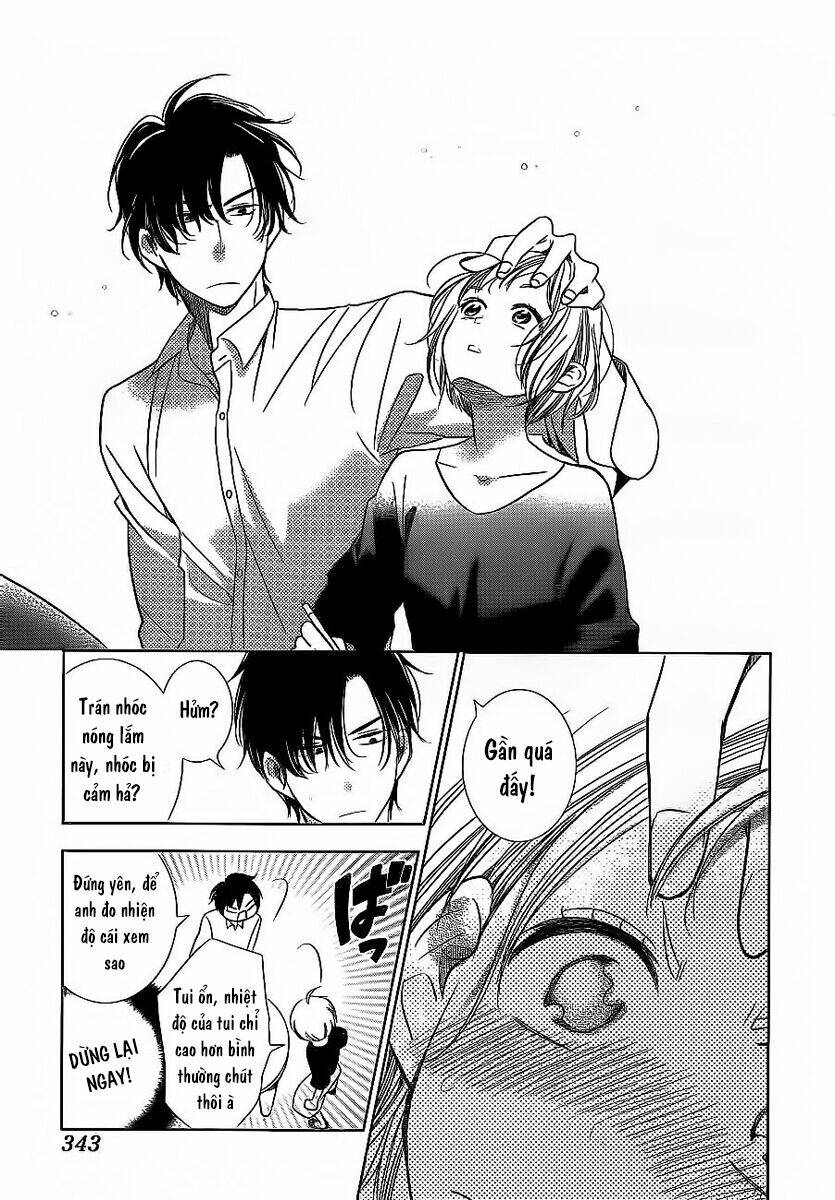 Gần quá
đấy!
Hửm?
Trán nhóc
nóng lắm
này, nhóc bị
cảm hả?
ばっ
Đứng yên, để
anh đo nhiện
độ cái xem
sao
Tui ổn, nhiệt
độ của tui chỉ
cao hơn bình
thường chút
thôi à
DỪNG LẠI
NGAY!
343